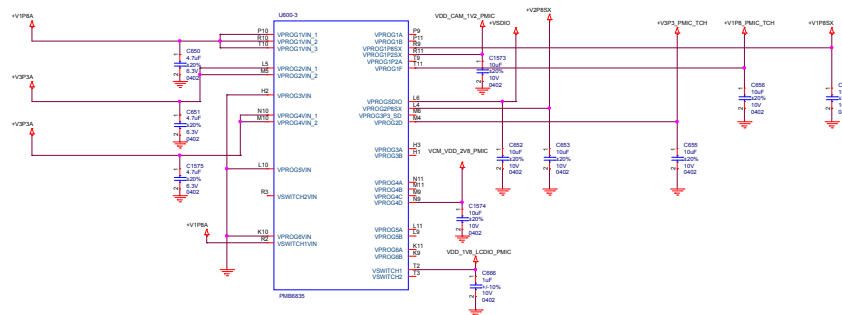 +V1P8A
U600-3
VDD_CAM_1V2_PMIC
+VSDIO
+V2P8SX
+V3P3_PMIC_TCH
+V1P8_PMIC_TCH
+V1P8SX
P10 VPROG1VIN_1
R10 VPROG1VIN_2
T10 VPROG1VIN_3
VPROG1A P9
VPROG1B P11
VPROG1P8SX R9
VPROG1P2SX R11
VPROG1P2A T9
VPROG1F T11
C650
4.7uF
±20%
6.3V
0402
L5 VPROG2VIN_1
M5 VPROG2VIN_2
C1573
10uF
±20%
10V
0402
+V3P3A
H2 VPROG3VIN
VPROGSDIO L6
VPROG2P8SX L4
VPROG3P3_SD M6
VPROG2D M4
C656
10uF
±20%
10V
0402
C651
4.7uF
±20%
6.3V
0402
N10 VPROG4VIN_1
M10 VPROG4VIN_2
+V3P3A
VPROG3A H3
VPROG3B H1
C652
10uF
±20%
10V
0402
C653
10uF
±20%
10V
0402
C655
10uF
±20%
10V
0402
C1575
4.7uF
±20%
6.3V
0402
L10 VPROG5VIN
VCM_VDD_2V8_PMIC
R3 VSWITCH2VIN
VPROG4A N11
VPROG4B M11
VPROG4C M9
VPROG4D N9
C1574
10uF
±20%
10V
0402
+V1P8A
K10 VPROG6VIN
R2 VSWITCH1VIN
VPROG5A L11
VPROG5B L9
VPROG6A K11
VPROG6B K9
VDD_1V8_LCDIO_PMIC
VSWITCH1 T2
VSWITCH2 T3
C686
1uF
+/-10%
10V
0402
PMB6835